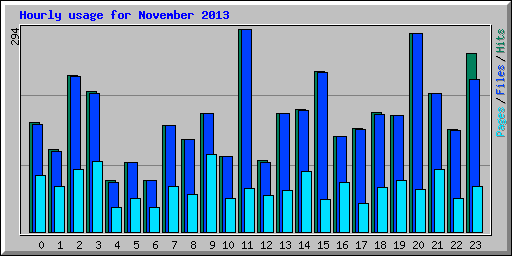 Hourly usage for November 2013
294
Pages/Files/Hits
0 1 2 3 4 5 6 7 8 9 10 11 12 13 14 15 16 17 18 19 20 21 22 23